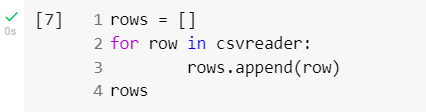 [7] 1 rows = []
2 for row in csvreader:
3         rows.append(row)
0s 4 rows